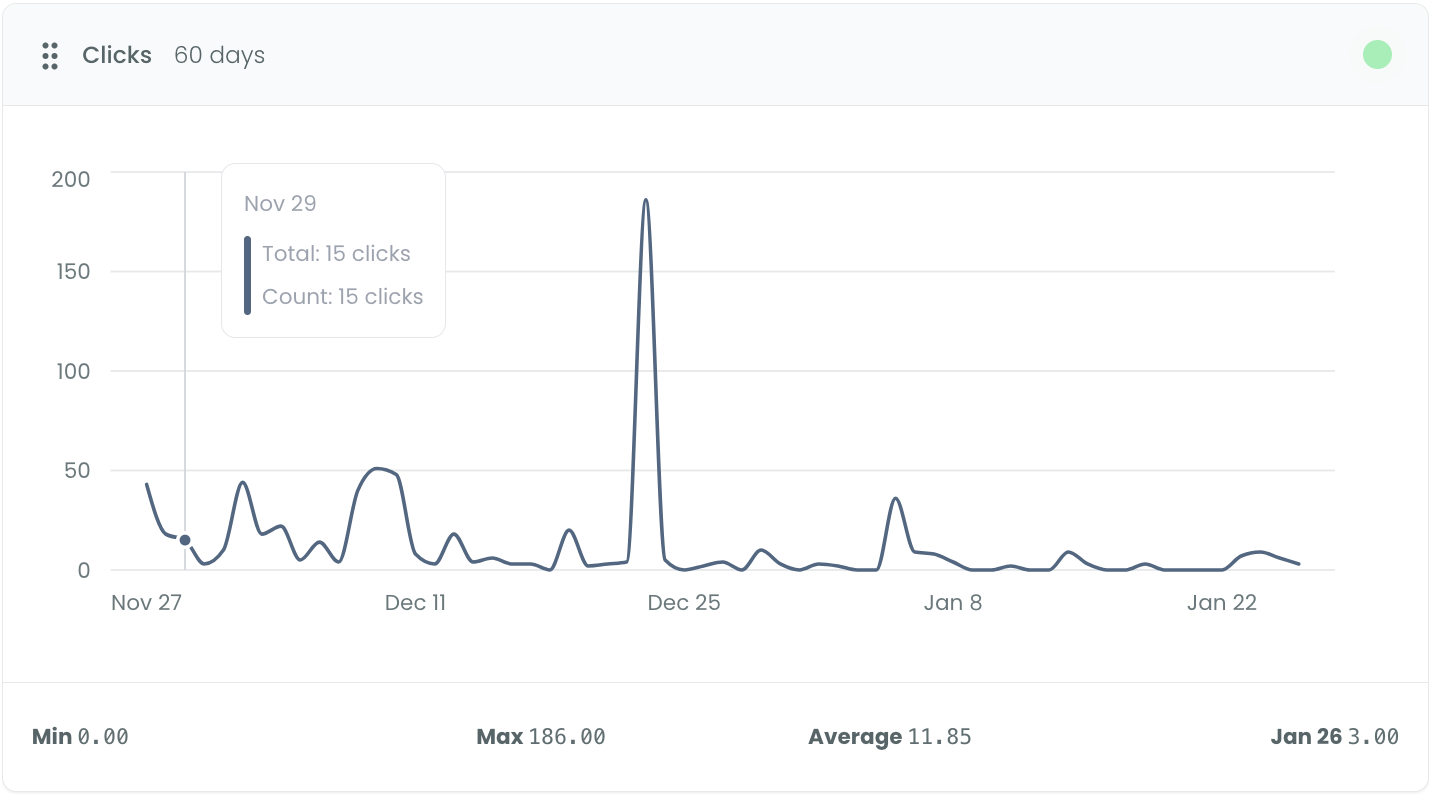 Clicks 60 days
200
Nov 29
Total: 15 clicks
150
Count: 15 clicks
100
50
0
Nov 27 Dec 11 Dec 25 Jan 8 Jan 22
Min 0.00 Max 186.00 Average 11.85 Jan 26 3.00